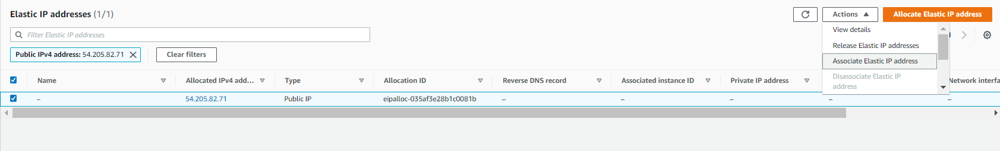 Elastic IP addresses (1/1)
Actions
Allocate Elastic IP address
Filter Elastic IP addresses
View details
Release Elastic IP addresses
Associate Elastic IP address
Disassociate Elastic IP
address
Public IPv4 address: 54.205.82.71
Clear filters
Name
Allocated IPv4 add...
Type
Allocation ID
Reverse DNS record
Associated instance ID
Private IP address
Network interfa
–
54.205.82.71
Public IP
eipalloc-035af3e28b1c0081b
–
–
–
–
–